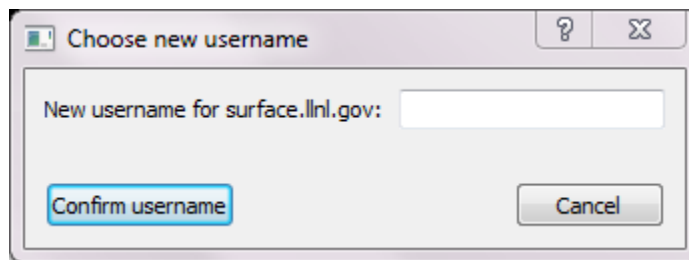 Choose new username
New username for surface.llnl.gov:
Confirm username
Cancel